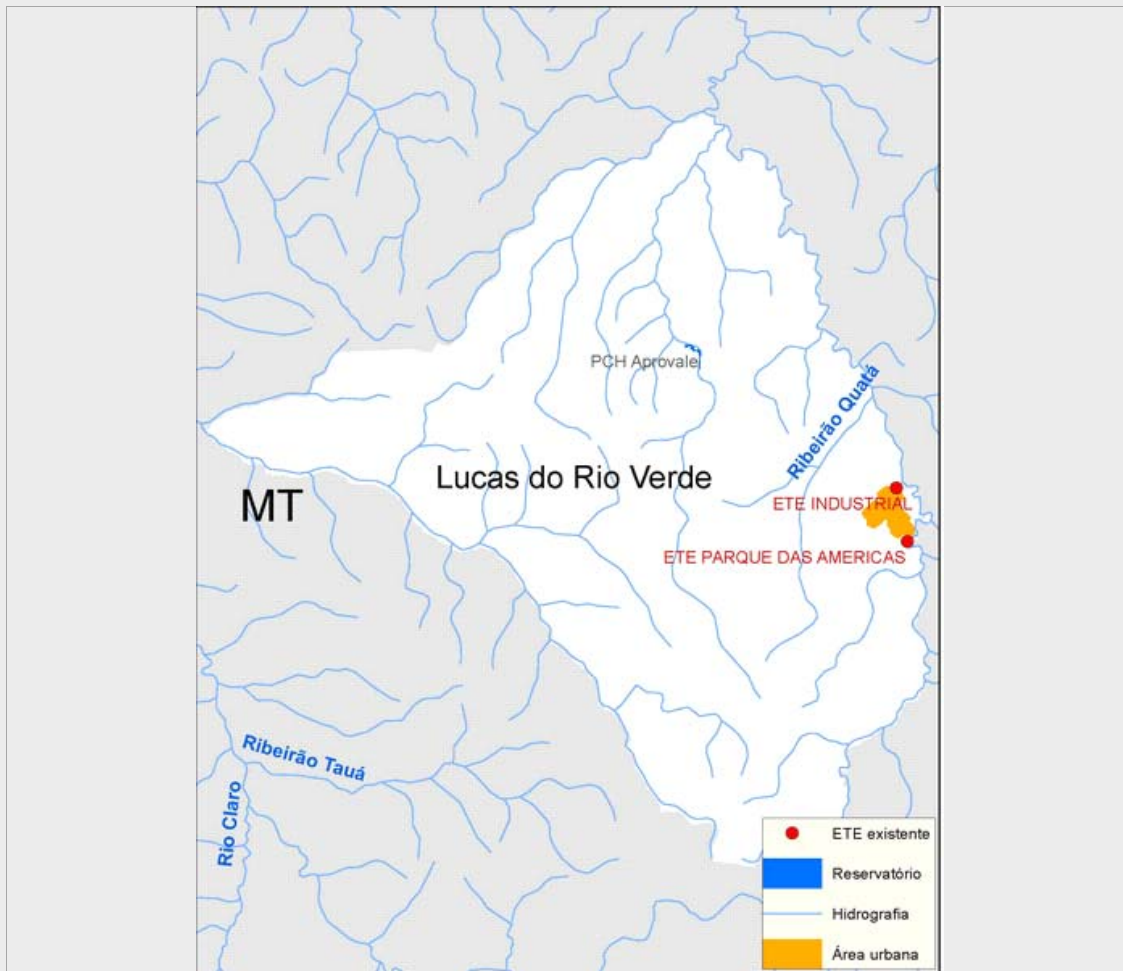 PCH Aprovale
Ribeirão Quatá
Lucas do Rio Verde
MT
ETE INDUSTRIAL
ETE PARQUE DAS AMERICAS
Ribeirão Tauá
Rio Claro
ETE existente
Reservatório
Hidrografia
Área urbana